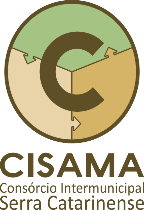 C
CISAMA
Consórcio Intermunicipal
Serra Catarinense